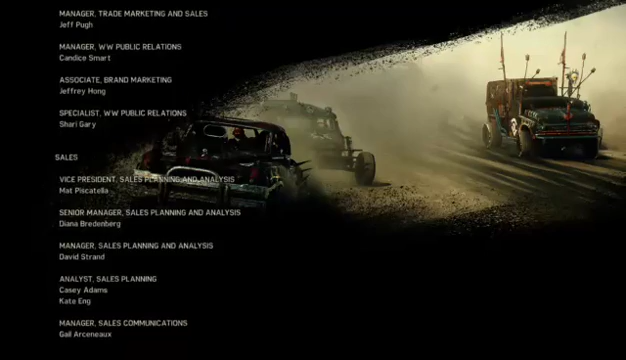 MANAGER, TRADE MARKETING AND SALES
Jeff Pugh
MANAGER, WW PUBLIC RELATIONS
Candice Smart
ASSOCIATE, BRAND MARKETING
Jeffrey Hong
SPECIALIST, WW PUBLIC RELATIONS
Shari Gary
SALES
VICE PRESIDENT, SALES PLANNING AND ANALYSIS
Mat Piscatella
SENIOR MANAGER, SALES PLANNING AND ANALYSIS
Diana Bredenberg
MANAGER, SALES PLANNING AND ANALYSIS
David Strand
ANALYST, SALES PLANNING
Casey Adams
Kate Eng
MANAGER, SALES COMMUNICATIONS
Gail Arceneaux